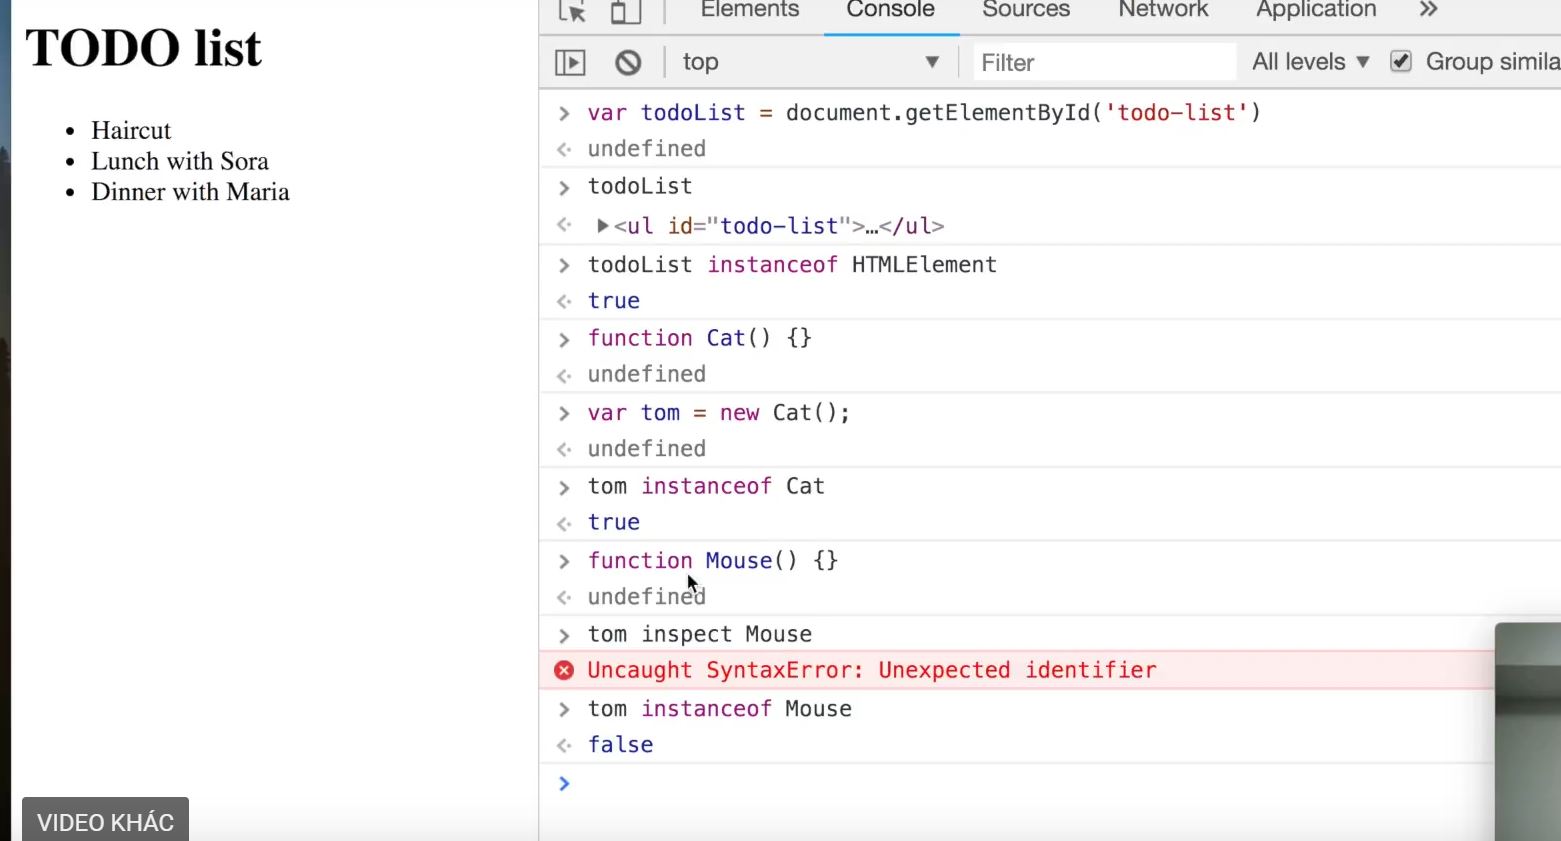 TODO list
Haircut
Lunch with Sora
Dinner with Maria
VIDEO KHÁC
Elements Console Sources Network Application »
top Filter All levels Group simila
> var todoList = document.getElementById('todo-list')
undefined
> todoList
<ul id="todo-list">…</ul>
> todoList instanceof HTMLElement
true
> function Cat() {}
undefined
> var tom = new Cat();
undefined
> tom instanceof Cat
true
> function Mouse() {}
undefined
> tom inspect Mouse
Uncaught SyntaxError: Unexpected identifier
> tom instanceof Mouse
false
>